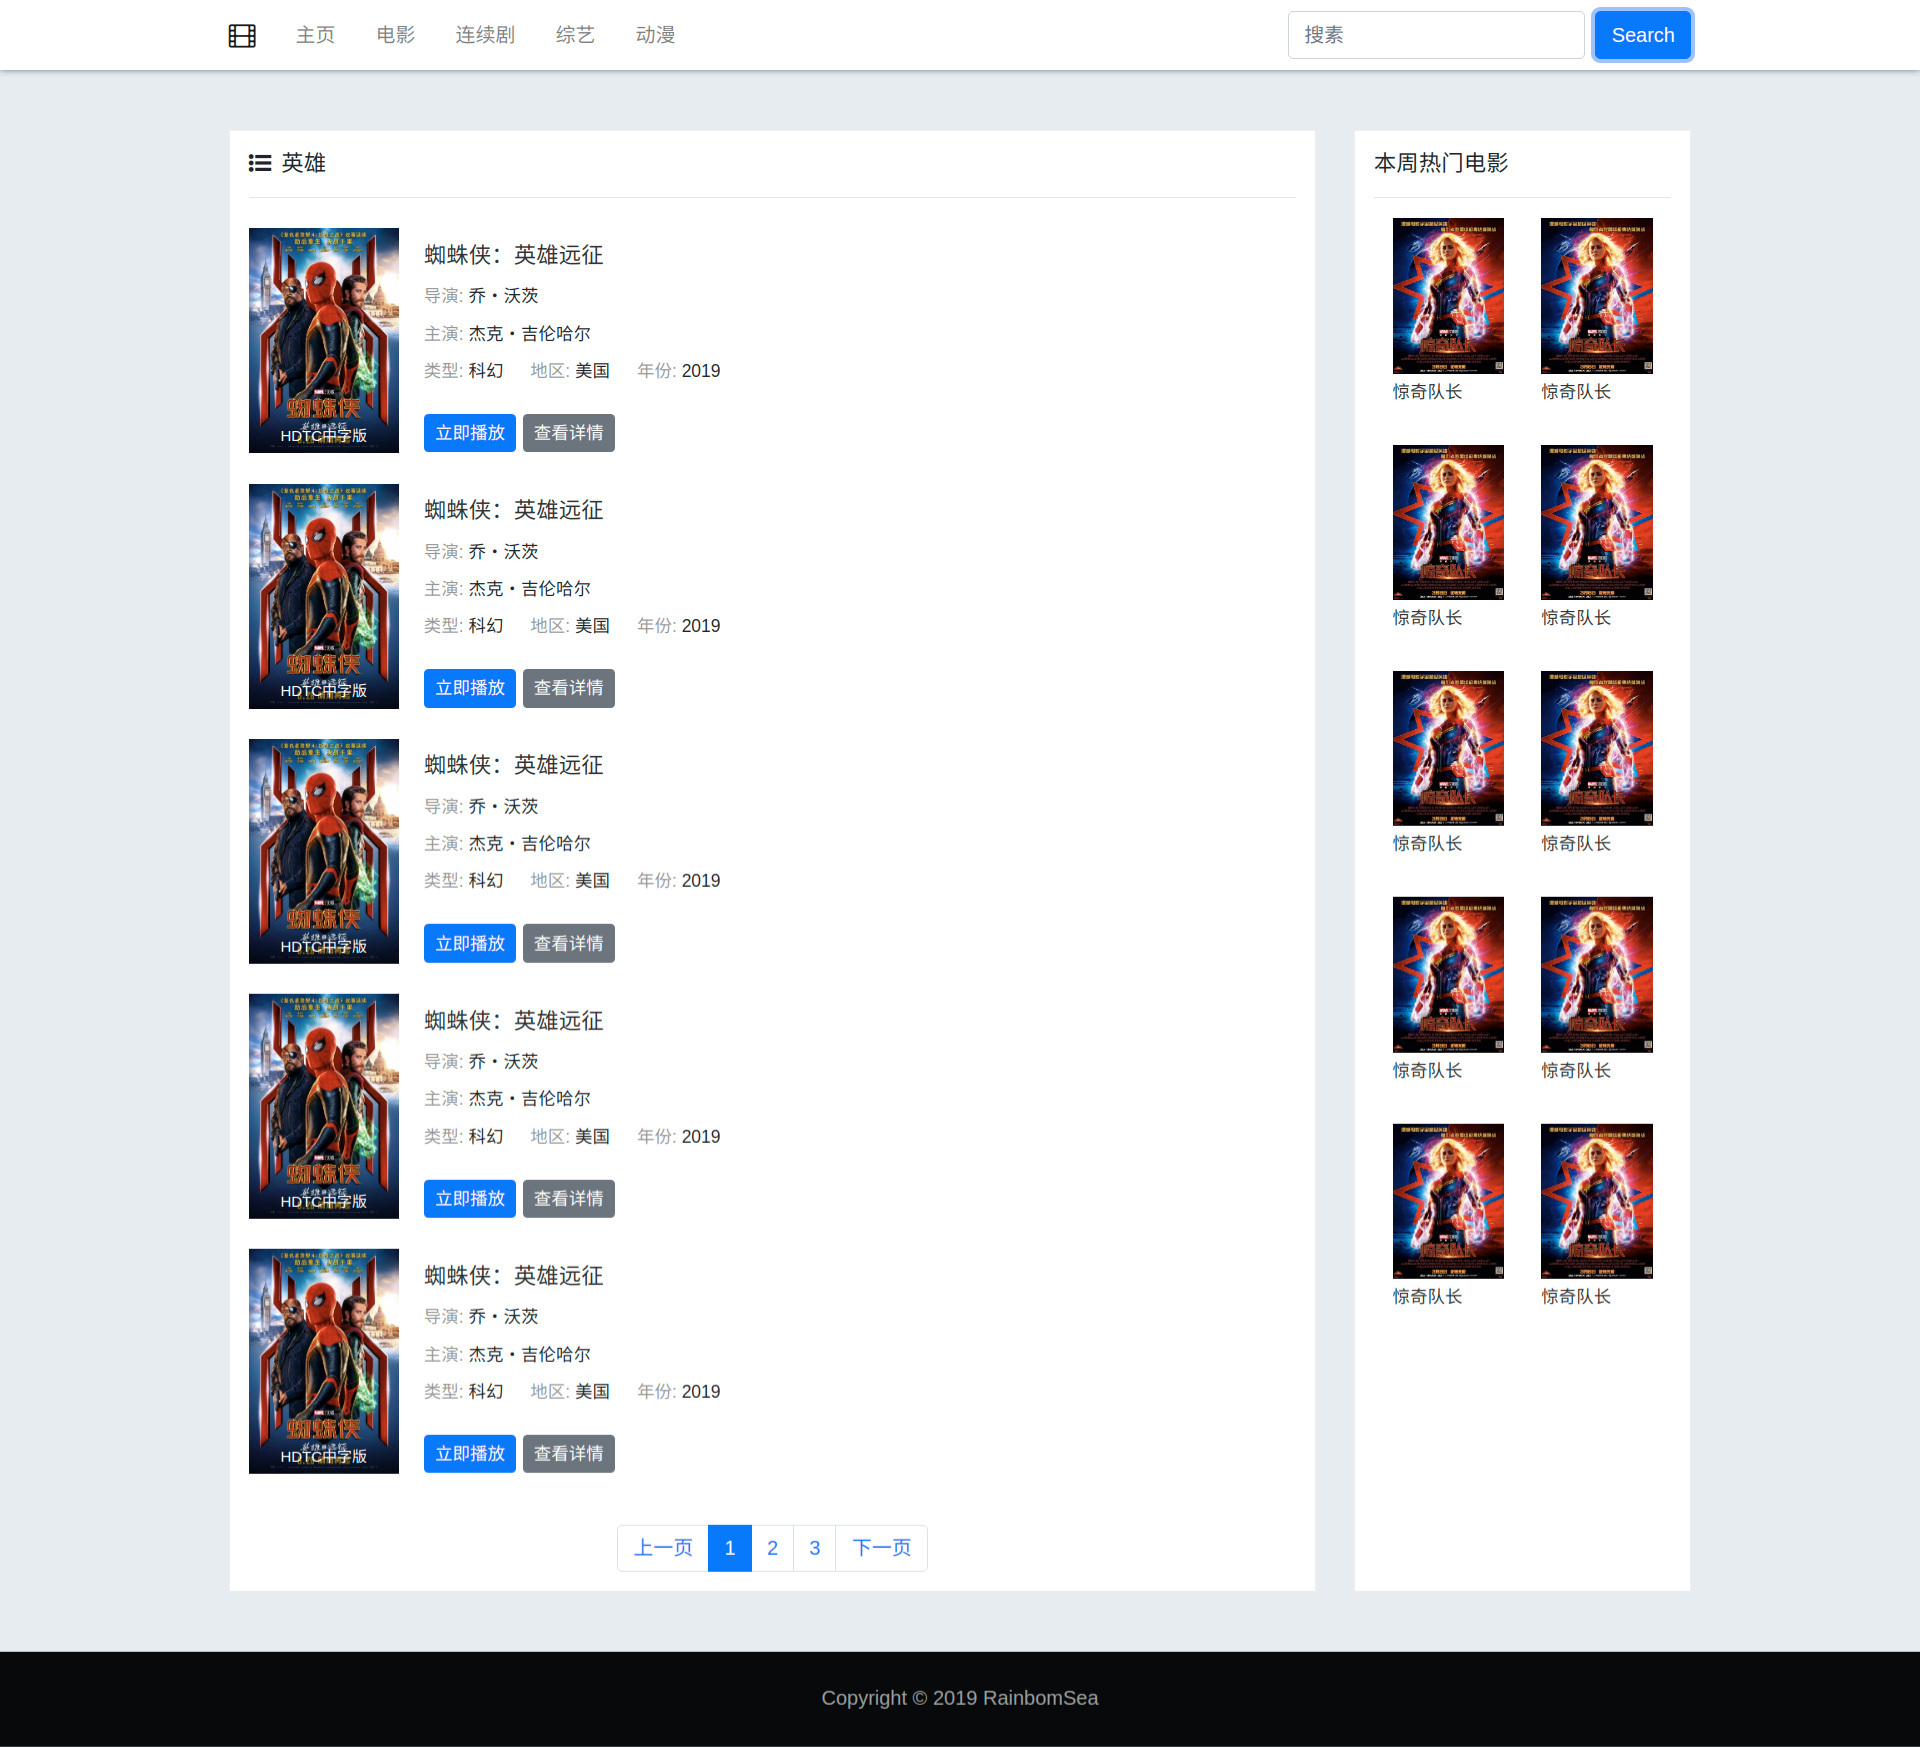 主页 电影 连续剧 综艺 动漫 搜素 Search
英雄
蜘蛛侠：英雄远征
导演: 乔·沃茨
主演: 杰克·吉伦哈尔
类型: 科幻 地区: 美国 年份: 2019
HDTC中字版
立即播放 查看详情
蜘蛛侠：英雄远征
导演: 乔·沃茨
主演: 杰克·吉伦哈尔
类型: 科幻 地区: 美国 年份: 2019
HDTC中字版
立即播放 查看详情
蜘蛛侠：英雄远征
导演: 乔·沃茨
主演: 杰克·吉伦哈尔
类型: 科幻 地区: 美国 年份: 2019
HDTC中字版
立即播放 查看详情
蜘蛛侠：英雄远征
导演: 乔·沃茨
主演: 杰克·吉伦哈尔
类型: 科幻 地区: 美国 年份: 2019
HDTC中字版
立即播放 查看详情
蜘蛛侠：英雄远征
导演: 乔·沃茨
主演: 杰克·吉伦哈尔
类型: 科幻 地区: 美国 年份: 2019
HDTC中字版
立即播放 查看详情
上一页 1 2 3 下一页
本周热门电影
惊奇队长 惊奇队长
惊奇队长 惊奇队长
惊奇队长 惊奇队长
惊奇队长 惊奇队长
惊奇队长 惊奇队长
Copyright © 2019 RainbomSea